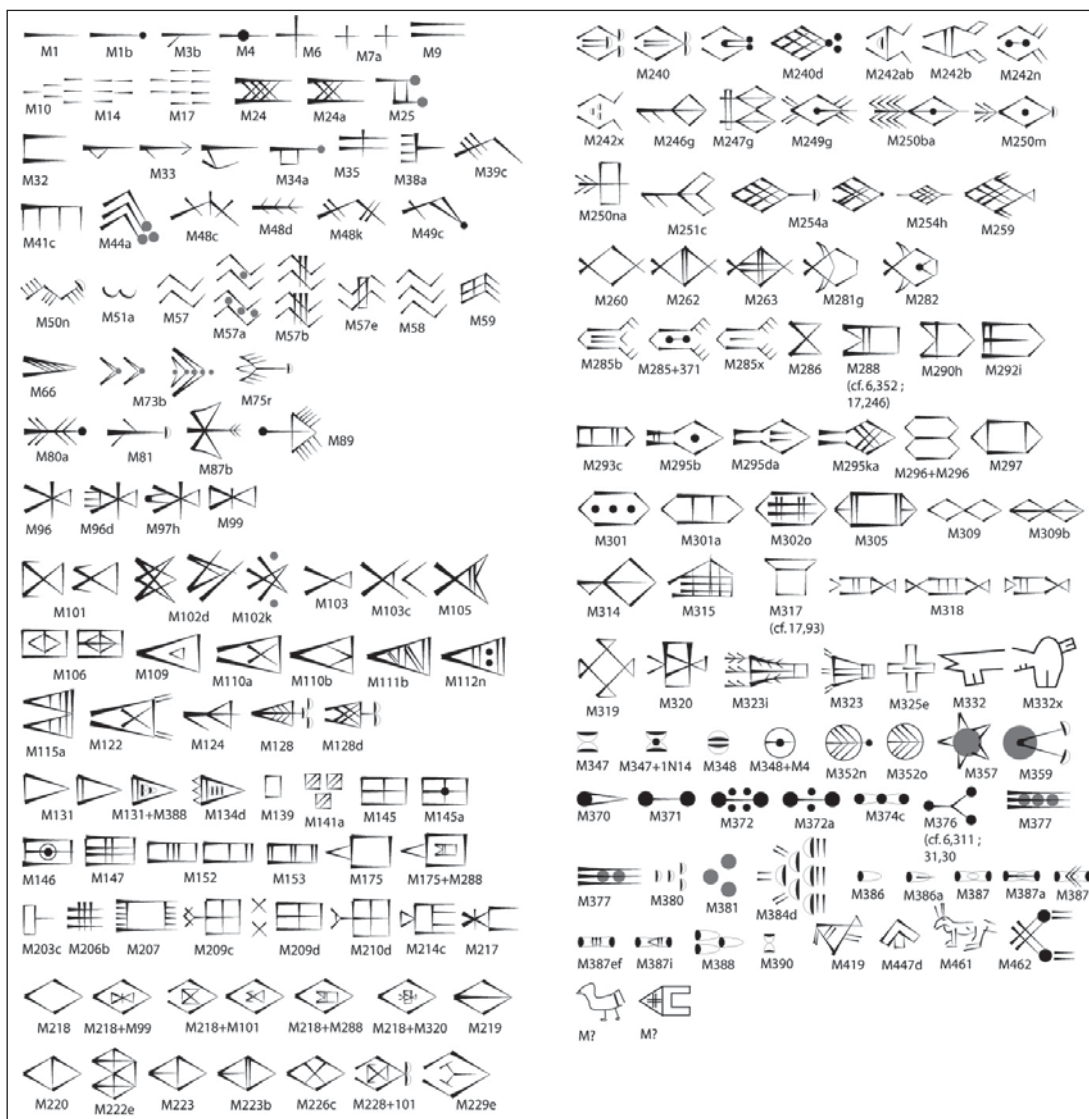 M1 M1b M3b M4 M6 M7a M9
M10 M14 M17 M24 M24a M25
M32 M33 M34a M35 M38a M39c
M41c M44a M48c M48d M48k M49c
M50n M51a M57 M57a M57b M57e M58 M59
M66 M73b M75r
M80a M81 M87b M89
M96 M96d M97h M99
M101 M102d M102k M103 M103c M105
M106 M109 M110a M110b M111b M112n
M115a M122 M124 M128 M128d
M131 M131+M388 M134d M139 M141a M145 M145a
M146 M147 M152 M153 M175 M175+M288
M203c M206b M207 M209c M209d M210d M214c M217
M218 M218+M99 M218+M101 M218+M288 M218+M320 M219
M220 M222e M223 M223b M226c M228+101 M229e
M240 M240d M242ab M242b M242n
M242x M246g M247g M249g M250ba M250m
M250na M251c M254a M254h M259
M260 M262 M263 M281g M282
M285b M285+371 M285x M286 M288 M290h M292i
(cf. 6,352 ;
17,246)
M293c M295b M295da M295ka M296+M296 M297
M301 M301a M302o M305 M309 M309b
M314 M315 M317 M318
(cf. 17,93)
M319 M320 M323i M323 M325e M332 M332x
M347 M347+1N14 M348 M348+M4 M352n M352o M357 M359
M370 M371 M372 M372a M374c M376 M377
(cf. 6,311 ;
31,30
M377 M380 M381 M384d M386 M386a M387 M387a M387
M387ef M387i M388 M390 M419 M447d M461 M462
M? M?